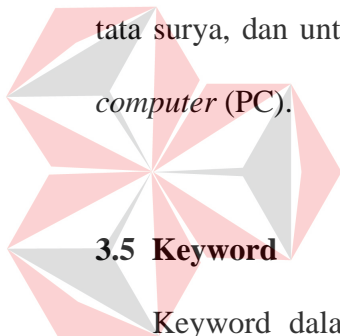 tata surya, dan unt
computer (PC).
3.5 Keyword
Keyword dala